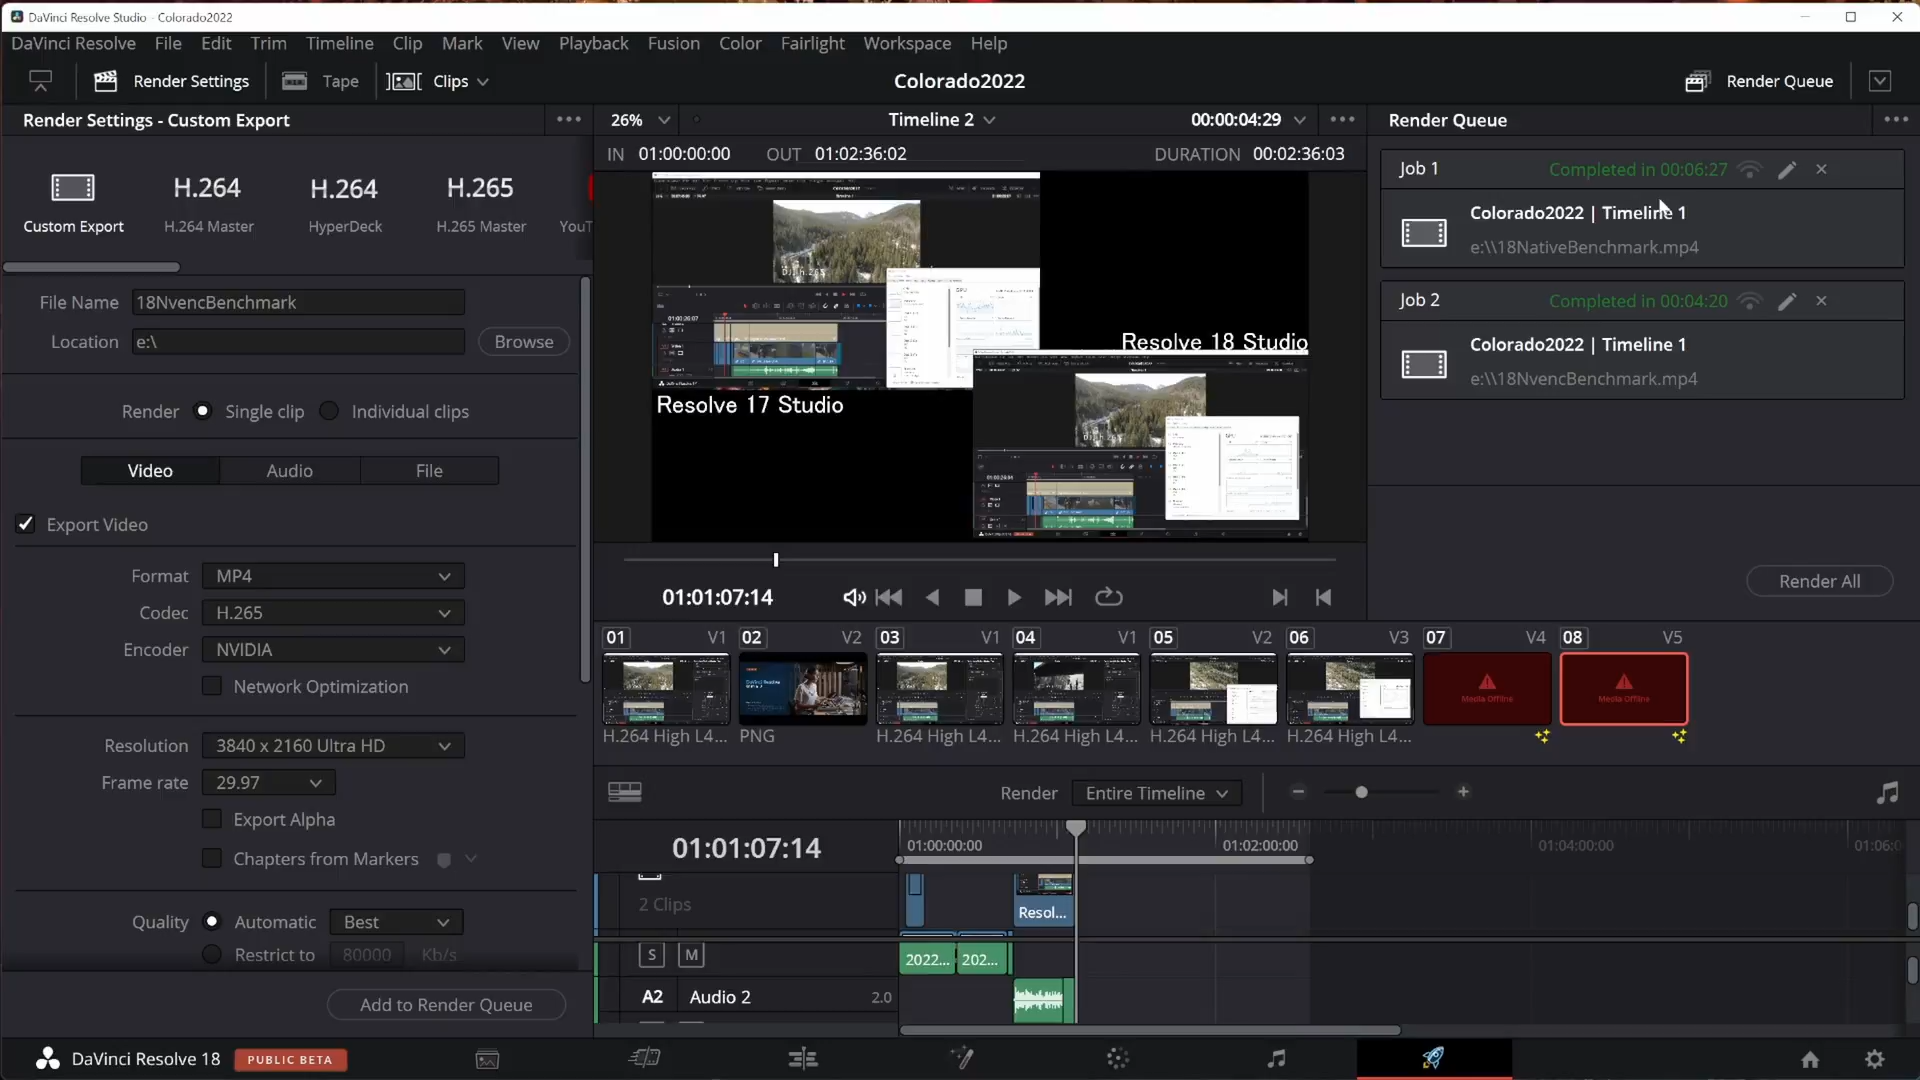 DaVinci Resolve Studio - Colorado2022
DaVinci Resolve File Edit Trim Timeline Clip Mark View Playback Fusion Color Fairlight Workspace Help
Render Settings Tape Clips Colorado2022 Render Queue
Render Settings - Custom Export
26% Timeline 2 00:00:04:29
Render Queue
IN 01:00:00:00 OUT 01:02:36:02 DURATION 00:02:36:03
H.264 H.264 H.265
Custom Export H.264 Master HyperDeck H.265 Master YouT
File Name 18NvencBenchmark
Location e:\ Browse
Render Single clip Individual clips
Video Audio File
Export Video
Format MP4
Codec H.265
Encoder NVIDIA
Network Optimization
Resolution 3840 x 2160 Ultra HD
Frame rate 29.97
Export Alpha
Chapters from Markers
Quality Automatic Best
Restrict to 80000 Kb/s
Add to Render Queue
Resolve 18 Studio
Resolve 17 Studio
DJI H.265
Job 1 Completed in 00:06:27
Colorado2022 | Timeline 1
e:\\18NativeBenchmark.mp4
Job 2 Completed in 00:04:20
Colorado2022 | Timeline 1
e:\\18NvencBenchmark.mp4
Render All
01:01:07:14
01 V1 02 V2 03 V1 04 V1 05 V2 06 V3 07 V4 08 V5
Media Offline Media Offline
H.264 High L4... PNG H.264 High L4... H.264 High L4... H.264 High L4... H.264 High L4...
Render Entire Timeline
01:01:07:14 01:00:00:00 01:02:00:00 01:04:00:00 01:06:0
2 Clips Resol...
S M 2022... 202...
A2 Audio 2 2.0
DaVinci Resolve 18 PUBLIC BETA